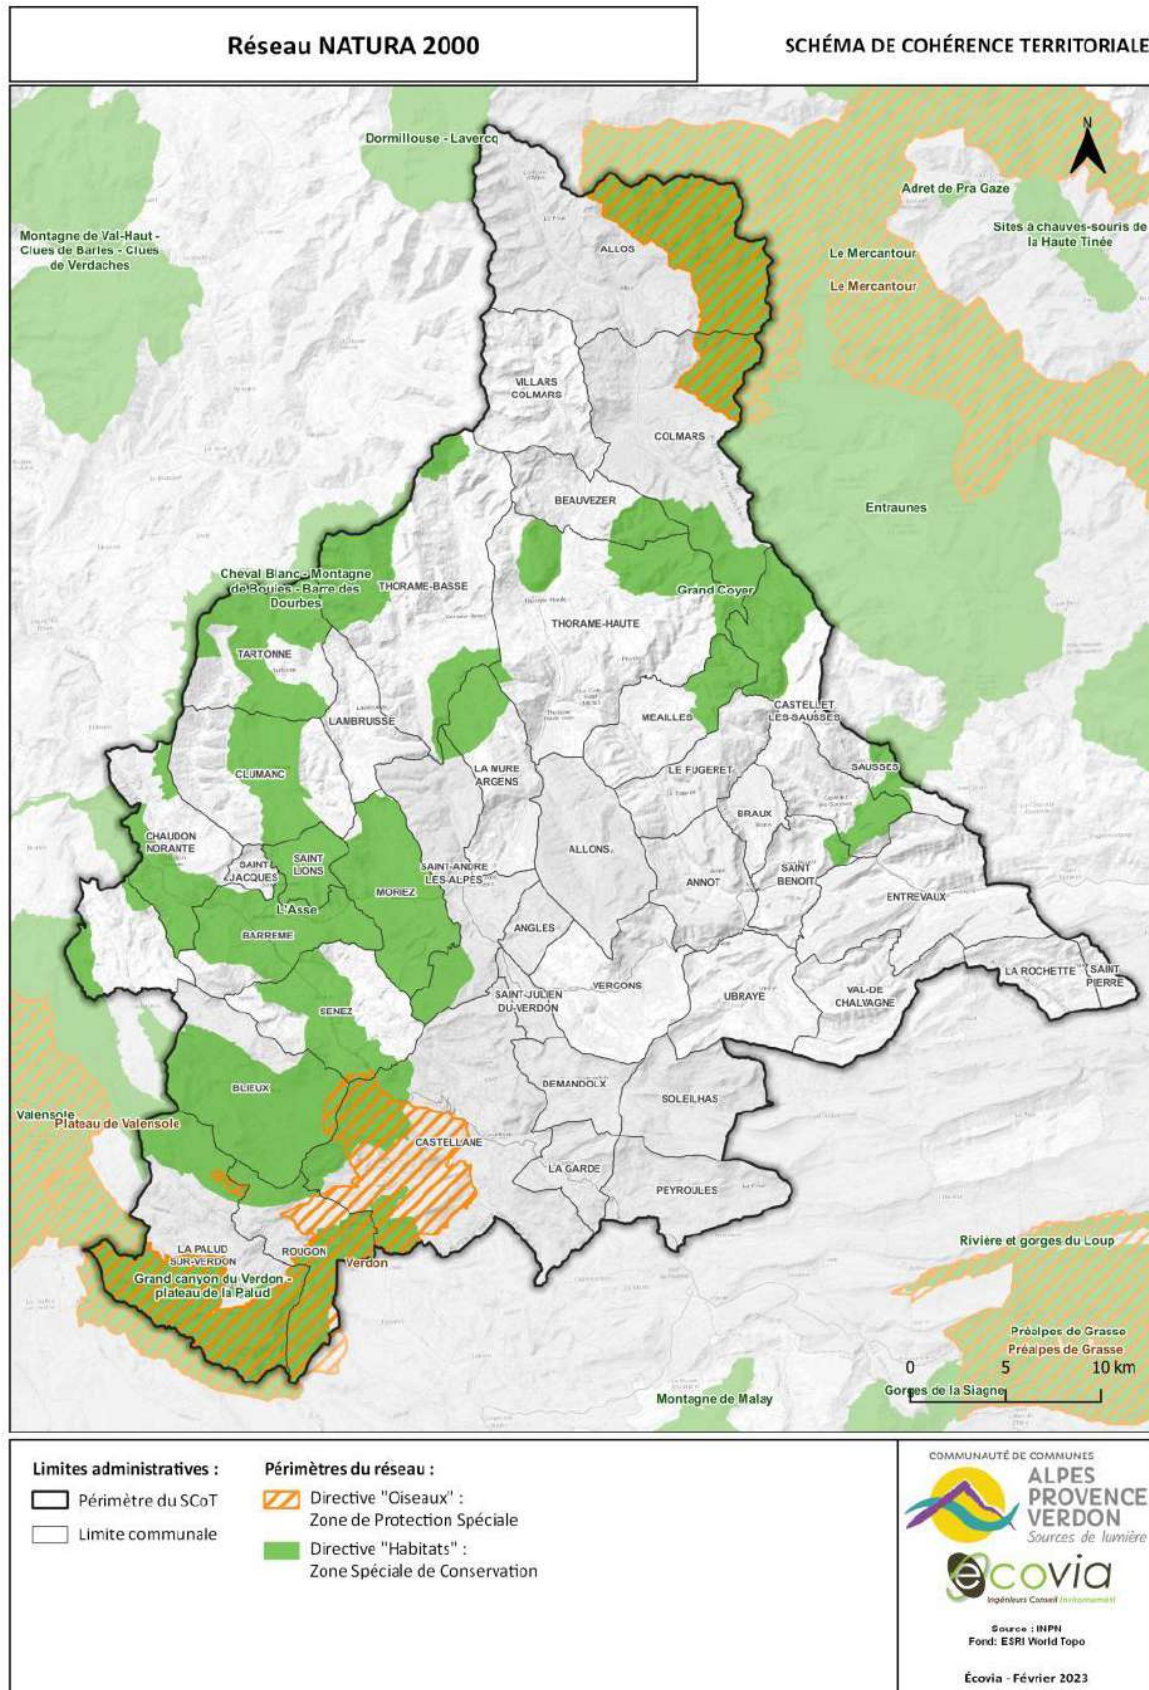 Réseau NATURA 2000
SCHÉMA DE COHÉRENCE TERRITORIALE
N
Dormillouse - Lavercq
Adret de Pra Gaze
Montagne de Val-Haut -
Clues de Barles - Clues
de Verdaches
Sites à chauves-souris de
la Haute Tinée
ALLOS
Le Mercantour
Le Mercantour
VILLARS
COLMARS
COLMARS
BEAUVEZER
Entraunes
Cheval Blanc - Montagne
de Boules - Barre des
Dourbes
THORAME-BASSE
Grand Coyer
THORAME-HAUTE
TARTONNE
LAMBRUSSE
MEAILLES
CASTELLET
LES-SAUSSES
CLUMANC
LA MURE
ARGENS
LE FUGERET
SAUSSES
BRAUX
CHAUDON
NORANTE
SAINT
JACQUES
SAINT
LIONS
MORIEZ
SAINT-ANDRE
LES-ALPES
ALLONS
ANNOT
SAINT
BENOIT
ENTREVAUX
L'Asse
BARREME
ANGLES
LA ROCHETTE
SAINT
PIERRE
SENEZ
SAINT-JULIEN
DU-VERDON
VERGONS
UBRAYE
VAL-DE
CHALVAGNE
BLIEUX
DEMANDOLX
SOLEILHAS
Valensole
Plateau de Valensole
CASTELLANE
LA GARDE
PEYROULES
LA PALUD
SUR-VERDON
ROUGON
Verdon
Grand canyon du Verdon -
plateau de la Palud
Rivière et gorges du Loup
Préalpes de Grasse
Préalpes de Grasse
0 5 10 km
Montagne de Malay
Gorges de la Siagne
Limites administratives :
Périmètre du SCoT
Limite communale
Périmètres du réseau :
Directive "Oiseaux" :
Zone de Protection Spéciale
Directive "Habitats" :
Zone Spéciale de Conservation
COMMUNAUTÉ DE COMMUNES
ALPES
PROVENCE
VERDON
Sources de lumière
écovia
Ingénieurs Conseil Environnement
Source : INPN
Fond: ESRI World Topo
Écovia - Février 2023